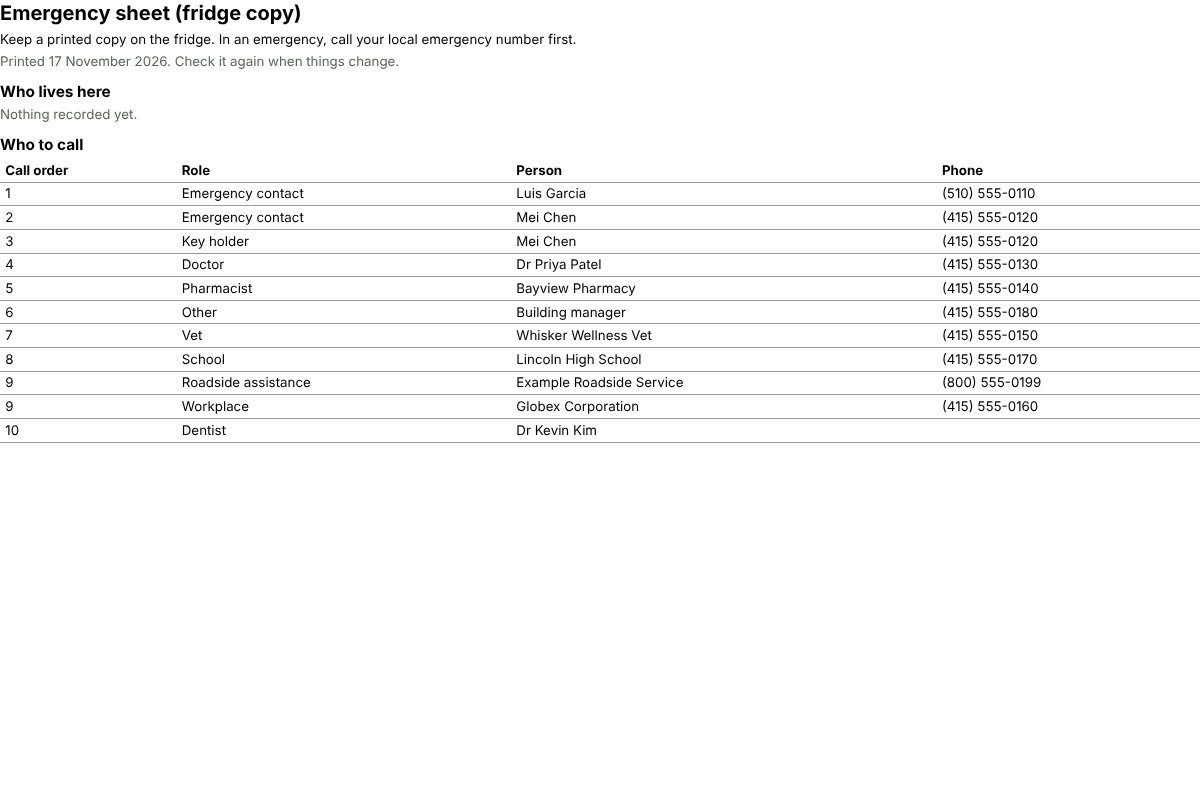 Emergency sheet (fridge copy)
Keep a printed copy on the fridge. In an emergency, call your local emergency number first.
Printed 17 November 2026. Check it again when things change.
Who lives here
Nothing recorded yet.
Who to call
Call order Role Person Phone
1 Emergency contact Luis Garcia (510) 555-0110
2 Emergency contact Mei Chen (415) 555-0120
3 Key holder Mei Chen (415) 555-0120
4 Doctor Dr Priya Patel (415) 555-0130
5 Pharmacist Bayview Pharmacy (415) 555-0140
6 Other Building manager (415) 555-0180
7 Vet Whisker Wellness Vet (415) 555-0150
8 School Lincoln High School (415) 555-0170
9 Roadside assistance Example Roadside Service (800) 555-0199
9 Workplace Globex Corporation (415) 555-0160
10 Dentist Dr Kevin Kim